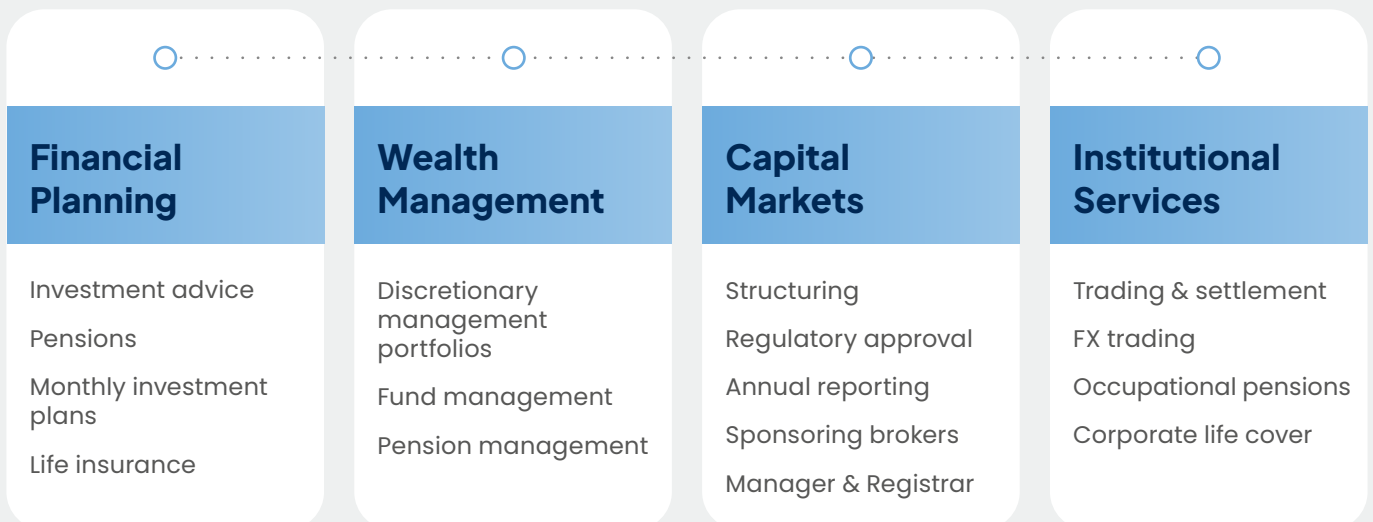 Financial
Planning
Investment advice
Pensions
Monthly investment
plans
Life insurance
Wealth
Management
Discretionary
management
portfolios
Fund management
Pension management
Capital
Markets
Structuring
Regulatory approval
Annual reporting
Sponsoring brokers
Manager & Registrar
Institutional
Services
Trading & settlement
FX trading
Occupational pensions
Corporate life cover